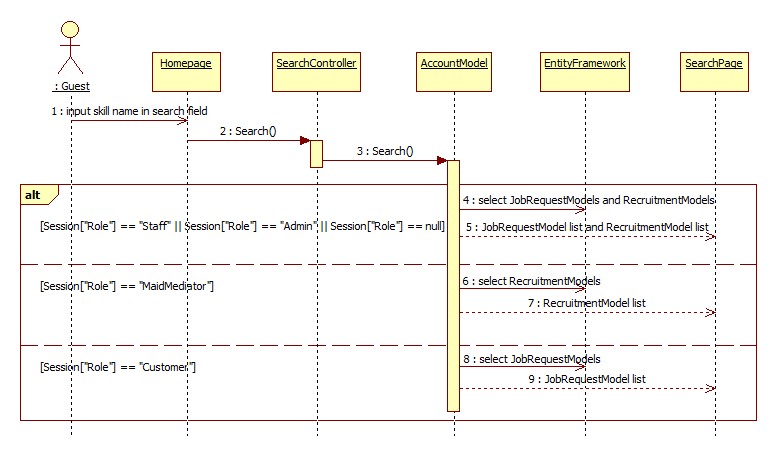 : Guest
Homepage
SearchController
AccountModel
EntityFramework
SearchPage
1 : input skill name in search field
2 : Search()
3 : Search()
alt
4 : select JobRequestModels and RecruitmentModels
[Session["Role"] == "Staff" || Session["Role"] == "Admin" || Session["Role"] == null]
5 : JobRequestModel list and RecruitmentModel list
6 : select RecruitmentModels
[Session["Role"] == "MaidMediator"]
7 : RecruitmentModel list
8 : select JobRequestModels
[Session["Role"] == "Customer"]
9 : JobRequestModel list